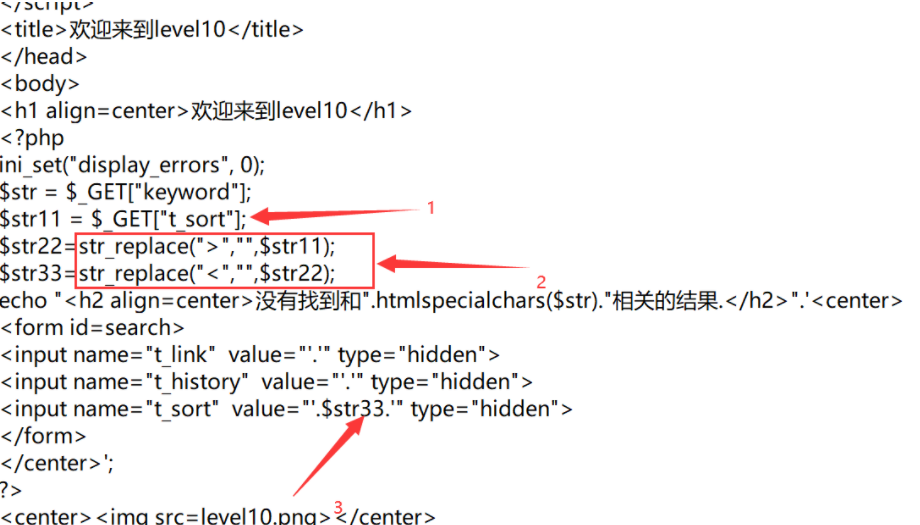 </script>
<title>欢迎来到level10</title>
</head>
<body>
<h1 align=center>欢迎来到level10</h1>
<?php
ini_set("display_errors", 0);
$str = $_GET["keyword"];
$str11 = $_GET["t_sort"];
1
$str22=str_replace(">","",$str11);
$str33=str_replace("<","",$str22);
2
echo "<h2 align=center>没有找到和".htmlspecialchars($str)."相关的结果.</h2>".'<center>
<form id=search>
<input name="t_link"  value="'.'" type="hidden">
<input name="t_history"  value="'.'" type="hidden">
<input name="t_sort"  value="'.$str33.'" type="hidden">
</form>
</center>';
?>
3
<center><img src=level10.png></center>